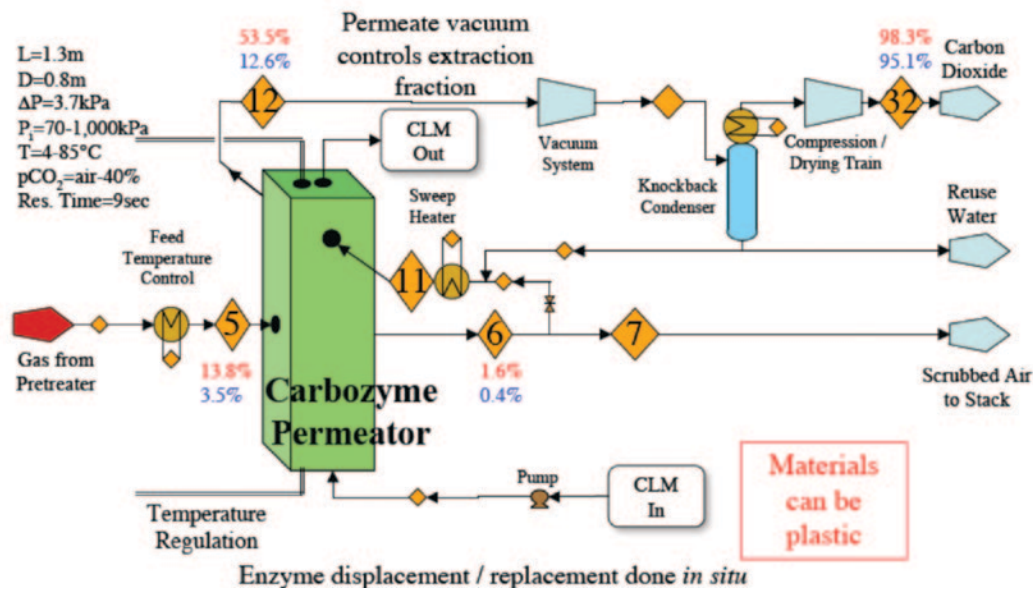 53.5%
12.6%
12
Permeate vacuum
controls extraction
fraction
98.3%
95.1%
32
Carbon
Dioxide
L=1.3m
D=0.8m
ΔP=3.7kPa
Pᵢ=70-1,000kPa
T=4-85°C
pCO₂=air-40%
Res. Time=9sec
CLM
Out
Vacuum
System
Compression /
Drying Train
Knockback
Condenser
Reuse
Water
Sweep
Heater
Feed
Temperature
Control
11
5
6
7
Gas from
Pretreater
13.8%
3.5%
1.6%
0.4%
Scrubbed Air
to Stack
Carbozyme
Permeator
Materials
can be
plastic
Pump
CLM
In
Temperature
Regulation
Enzyme displacement / replacement done in situ